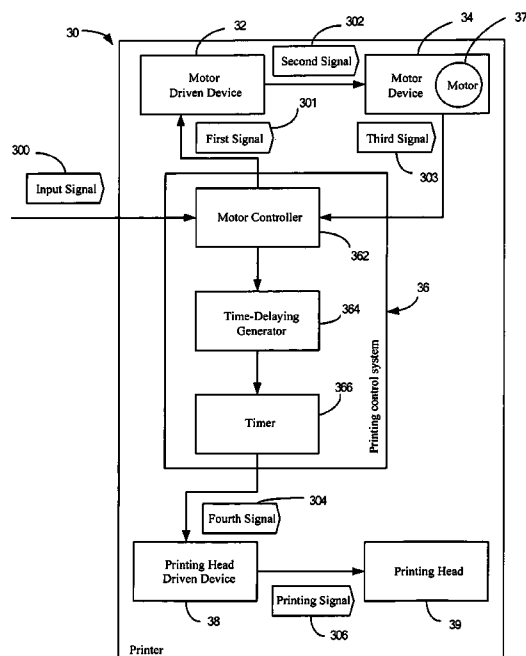 30
32
302
34
37
Motor
Driven Device
Second Signal
Motor
Device
Motor
First Signal
301
Third Signal
303
300
Input Signal
Motor Controller
362
36
Time-Delaying
Generator
364
Printing control system
Timer
366
304
Fourth Signal
Printing Head
Driven Device
38
Printing Signal
306
Printing Head
39
Printer